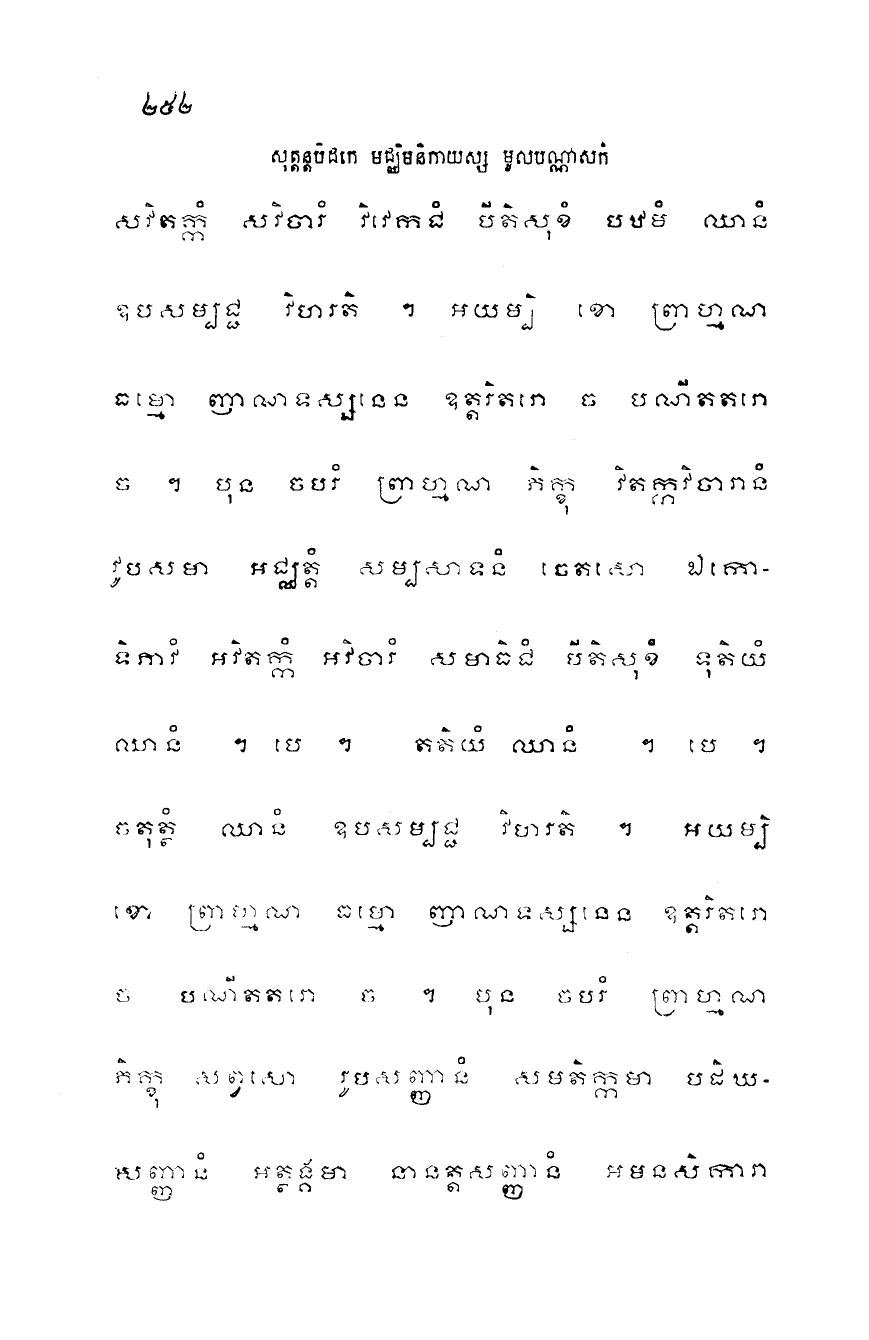 ២៥២
សុត្តន្តបិដកេ មជ្ឈិមនិកាយស្ស មូលបណ្ណាសកំ
សវិតក្កំ សវិចារំ វិវេកជំ បីតិសុខំ បឋមំ ឈានំ
ឧបសម្បជ្ជ វិហរតិ ។ អយម្បិ ខោ ព្រាហ្មណ
ធម្មោ ញាណទស្សនេន ឧត្តរិតរោ ច បណីតតរោ
ច ។ បុន ចបរំ ព្រាហ្មណ ភិក្ខុ វិតក្កវិចារានំ
វូបសមា អជ្ឈត្តំ សម្បសាទនំ ចេតសោ ឯកោ-
ទិភាវំ អវិតក្កំ អវិចារំ សមាធិជំ បីតិសុខំ ទុតិយំ
ឈានំ ។ បេ ។ តតិយំ ឈានំ ។ បេ ។
ចតុត្ថំ ឈានំ ឧបសម្បជ្ជ វិហរតិ ។ អយម្បិ
ខោ ព្រាហ្មណ ធម្មោ ញាណទស្សនេន ឧត្តរិតរោ
ច បណីតតរោ ច ។ បុន ចបរំ ព្រាហ្មណ
ភិក្ខុ សព្វសោ រូបសញ្ញានំ សមតិក្កមា បដិឃ-
សញ្ញានំ អត្ថង្គមា នានត្តសញ្ញានំ អមនសិការា